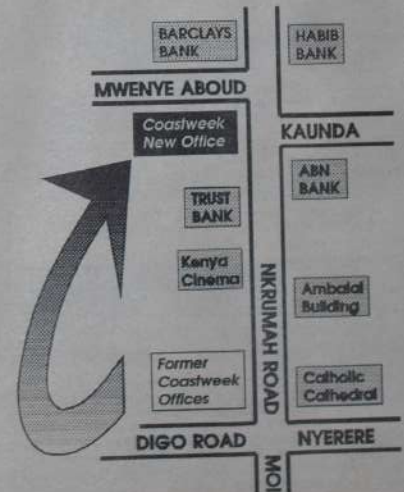 BARCLAYS
BANK
HABIB
BANK
MWENYE ABOUD
Coastweek
New Office
KAUNDA
ABN
BANK
TRUST
BANK
Kenya
Cinema
NKRUMAH ROAD
Ambalal
Building
Former
Coastweek
Offices
Catholic
Cathedral
DIGO ROAD
NYERERE
MOI